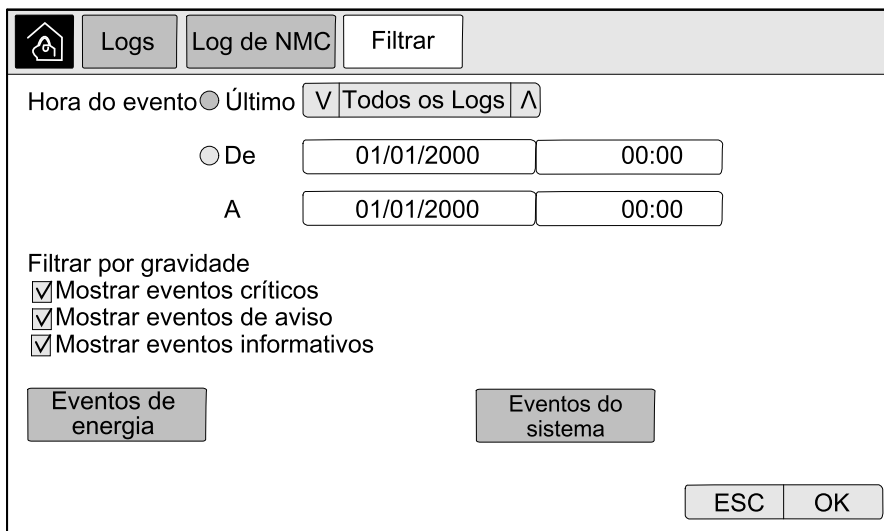 Logs Log de NMC Filtrar
Hora do evento Último V Todos os Logs Λ
De 01/01/2000 00:00
A 01/01/2000 00:00
Filtrar por gravidade
Mostrar eventos críticos
Mostrar eventos de aviso
Mostrar eventos informativos
Eventos de
energia
Eventos do
sistema
ESC OK